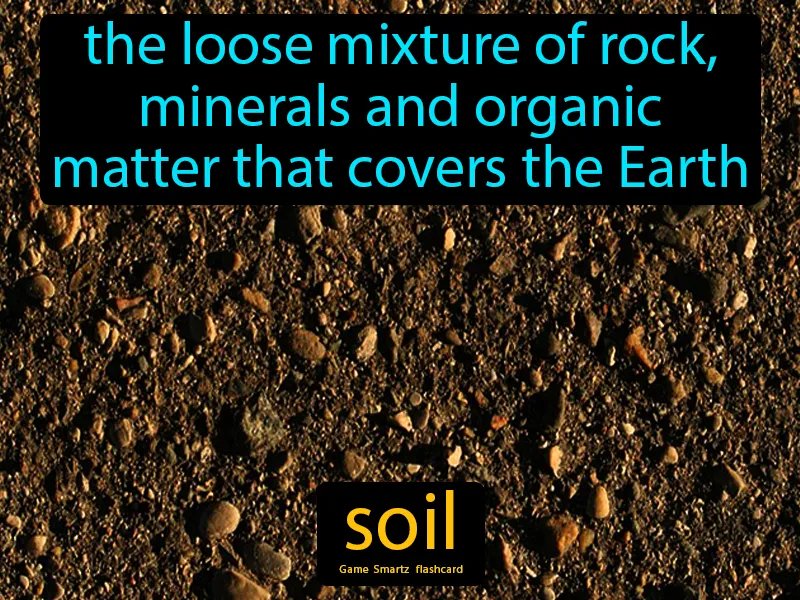 the loose mixture of rock,
minerals and organic
matter that covers the Earth
soil
Game Smartz flashcard